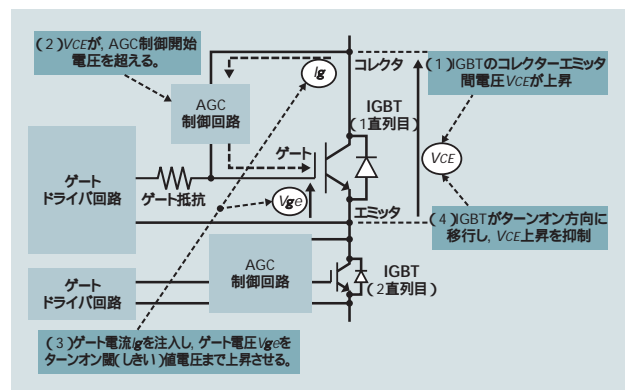 (2)VCEが,AGC制御開始
電圧を超える。
Ig
コレクタ
(1)IGBTのコレクターエミッタ
間電圧VCEが上昇
AGC
制御回路
IGBT
(1直列目)
ゲート
ゲート
ドライバ回路
ゲート抵抗
Vge
VCE
エミッタ
(4)IGBTがターンオン方向に
移行し,VCE上昇を抑制
AGC
制御回路
IGBT
(2直列目)
ゲート
ドライバ回路
(3)ゲート電流Igを注入し,ゲート電圧Vgeを
ターンオン閾(しきい)値電圧まで上昇させる。